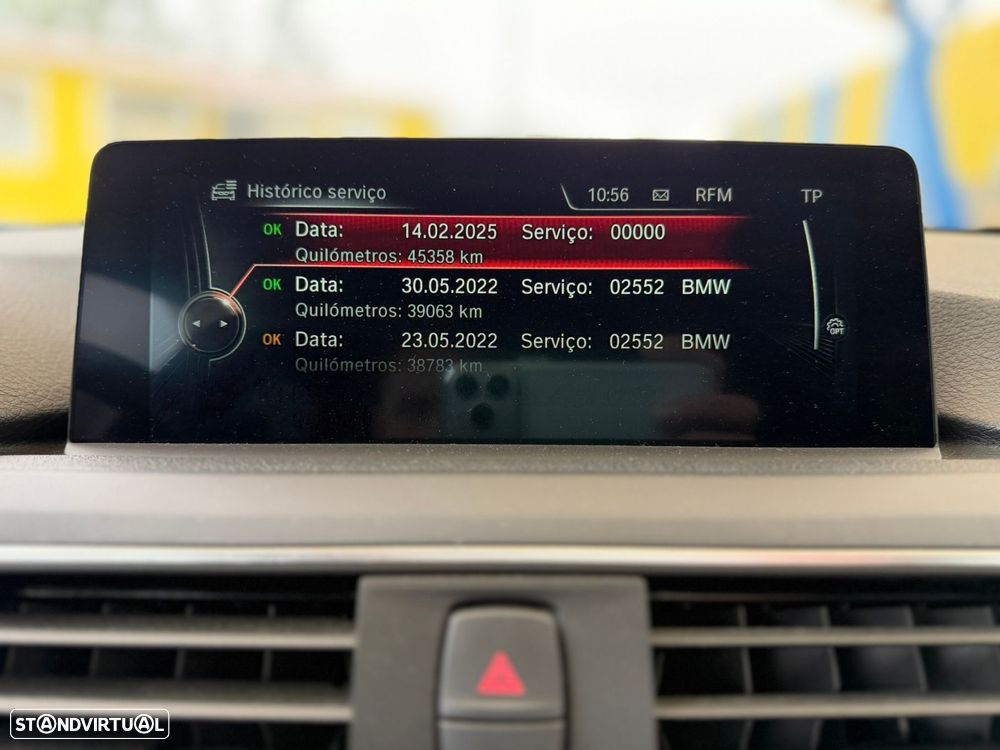 Histórico serviço 10:56 RFM TP
OK Data: 14.02.2025 Serviço: 00000
Quilómetros: 45358 km
OK Data: 30.05.2022 Serviço: 02552 BMW
Quilómetros: 39063 km
OPT
OK Data: 23.05.2022 Serviço: 02552 BMW
Quilómetros: 38783 km
STANDVIRTUAL